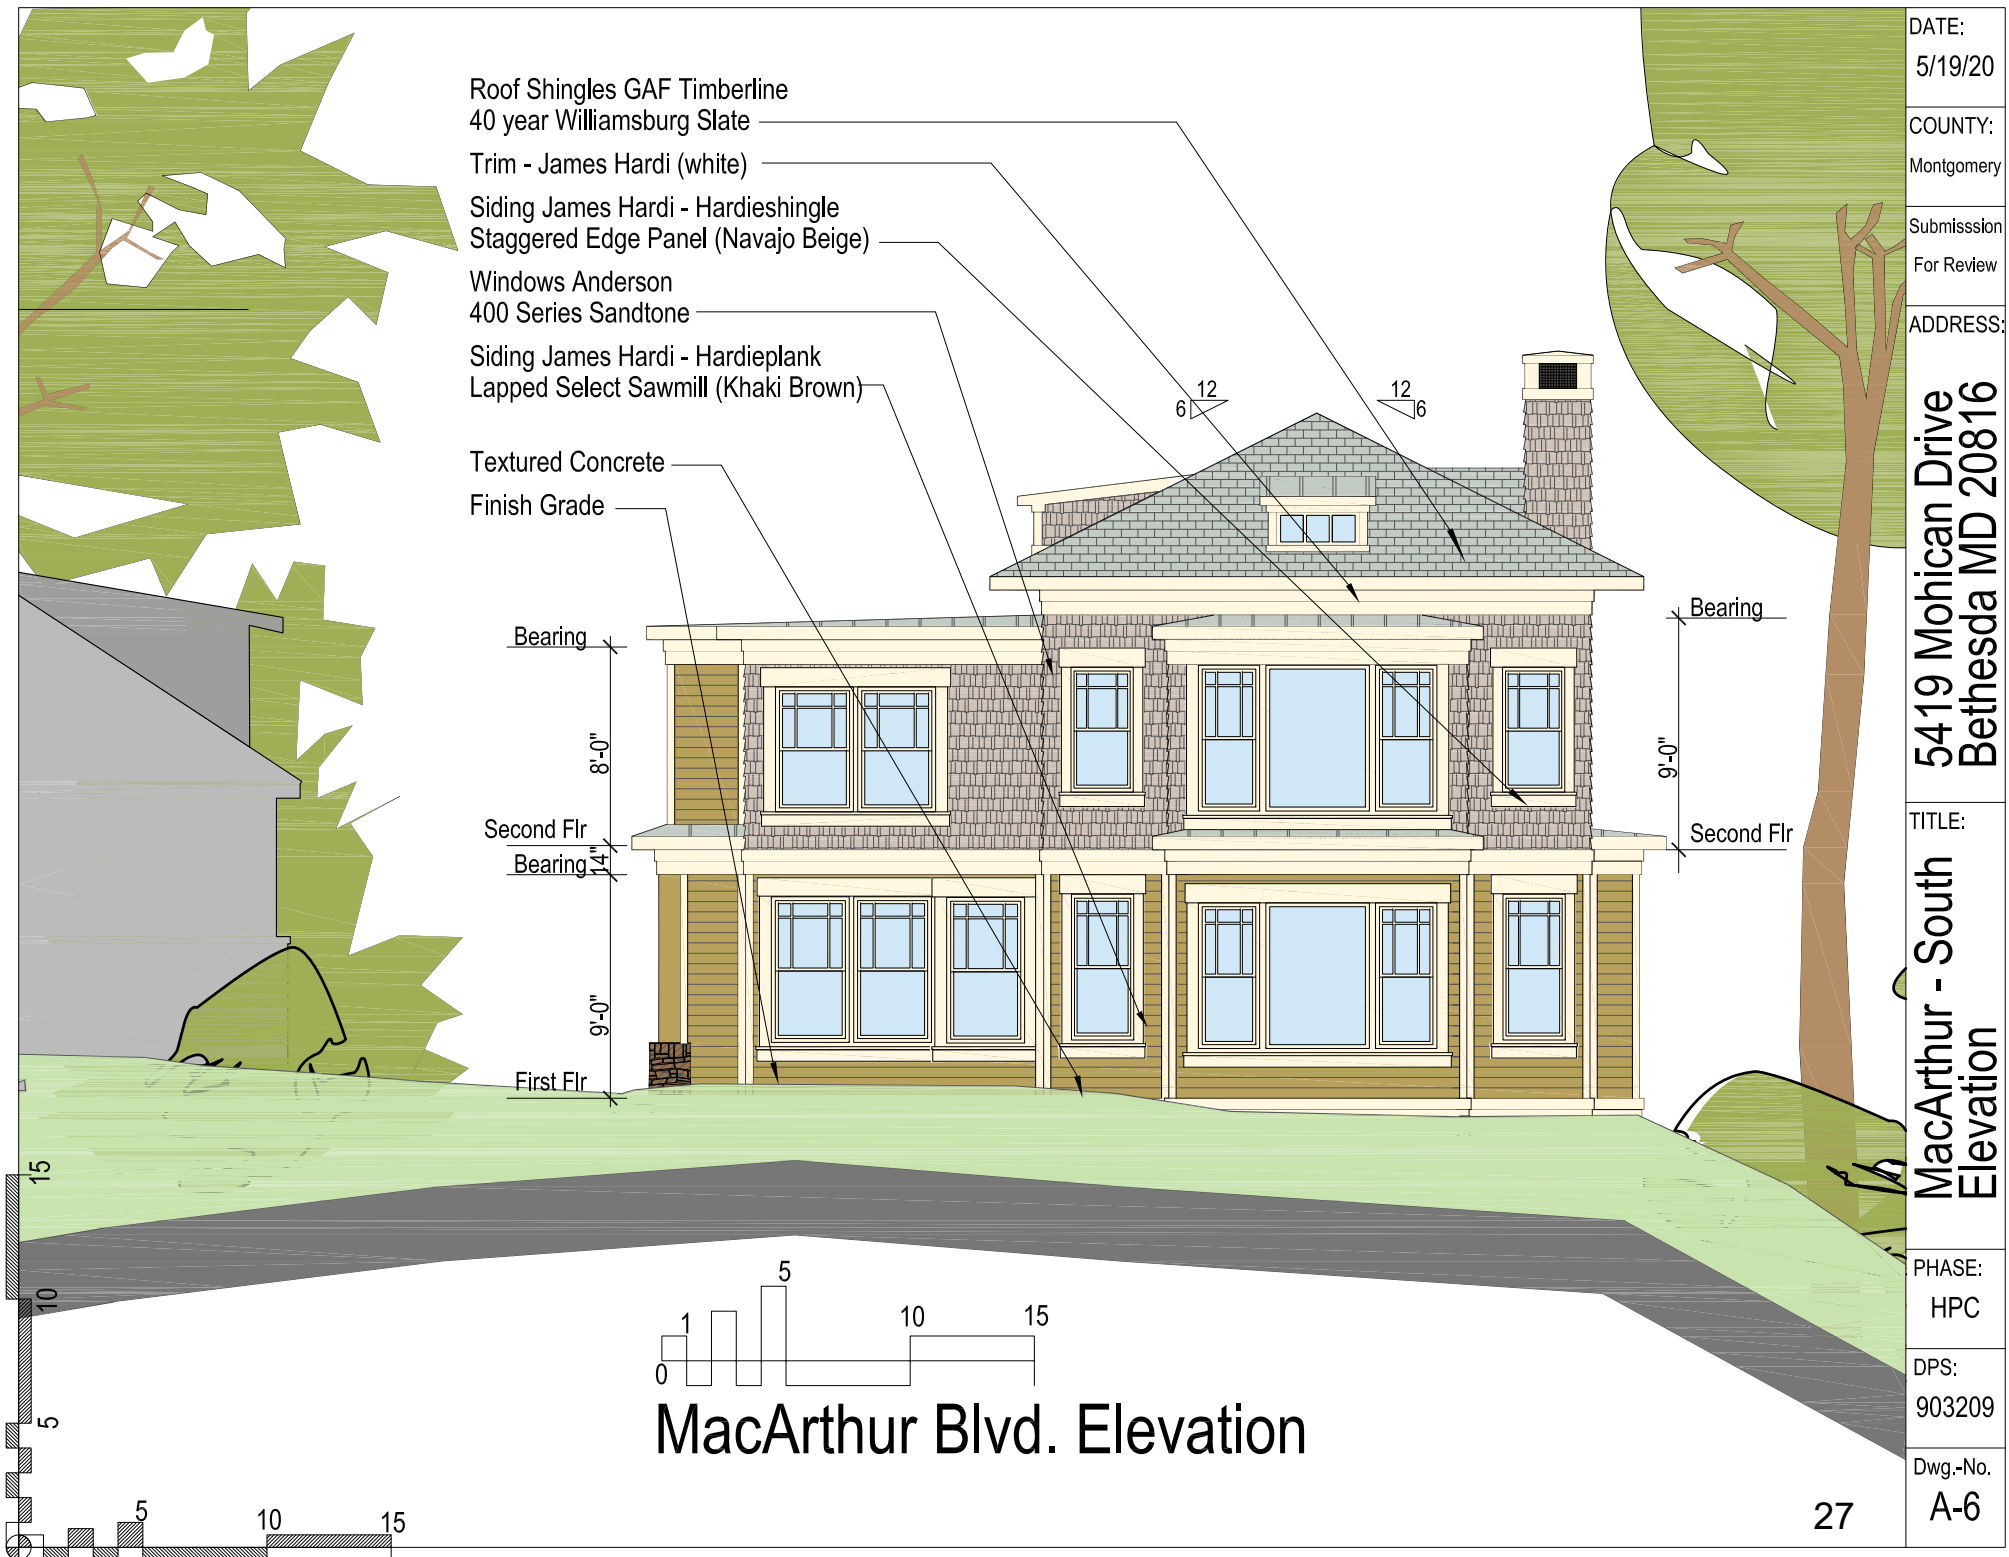 Roof Shingles GAF Timberline
40 year Williamsburg Slate
Trim - James Hardi (white)
Siding James Hardi - Hardieshingle
Staggered Edge Panel (Navajo Beige)
Windows Anderson
400 Series Sandtone
Siding James Hardi - Hardieplank
Lapped Select Sawmill (Khaki Brown)
Textured Concrete
Finish Grade
12
6
12
6
Bearing
8'-0"
Second Flr
Bearing
14"
9'-0"
First Flr
Bearing
9'-0"
Second Flr
15
10
5
5
10
15
0
1
5
10
15
MacArthur Blvd. Elevation
27
DATE:
5/19/20
COUNTY:
Montgomery
Submisssion
For Review
ADDRESS:
5419 Mohican Drive
Bethesda MD 20816
TITLE:
MacArthur - South
Elevation
PHASE:
HPC
DPS:
903209
Dwg.-No.
A-6